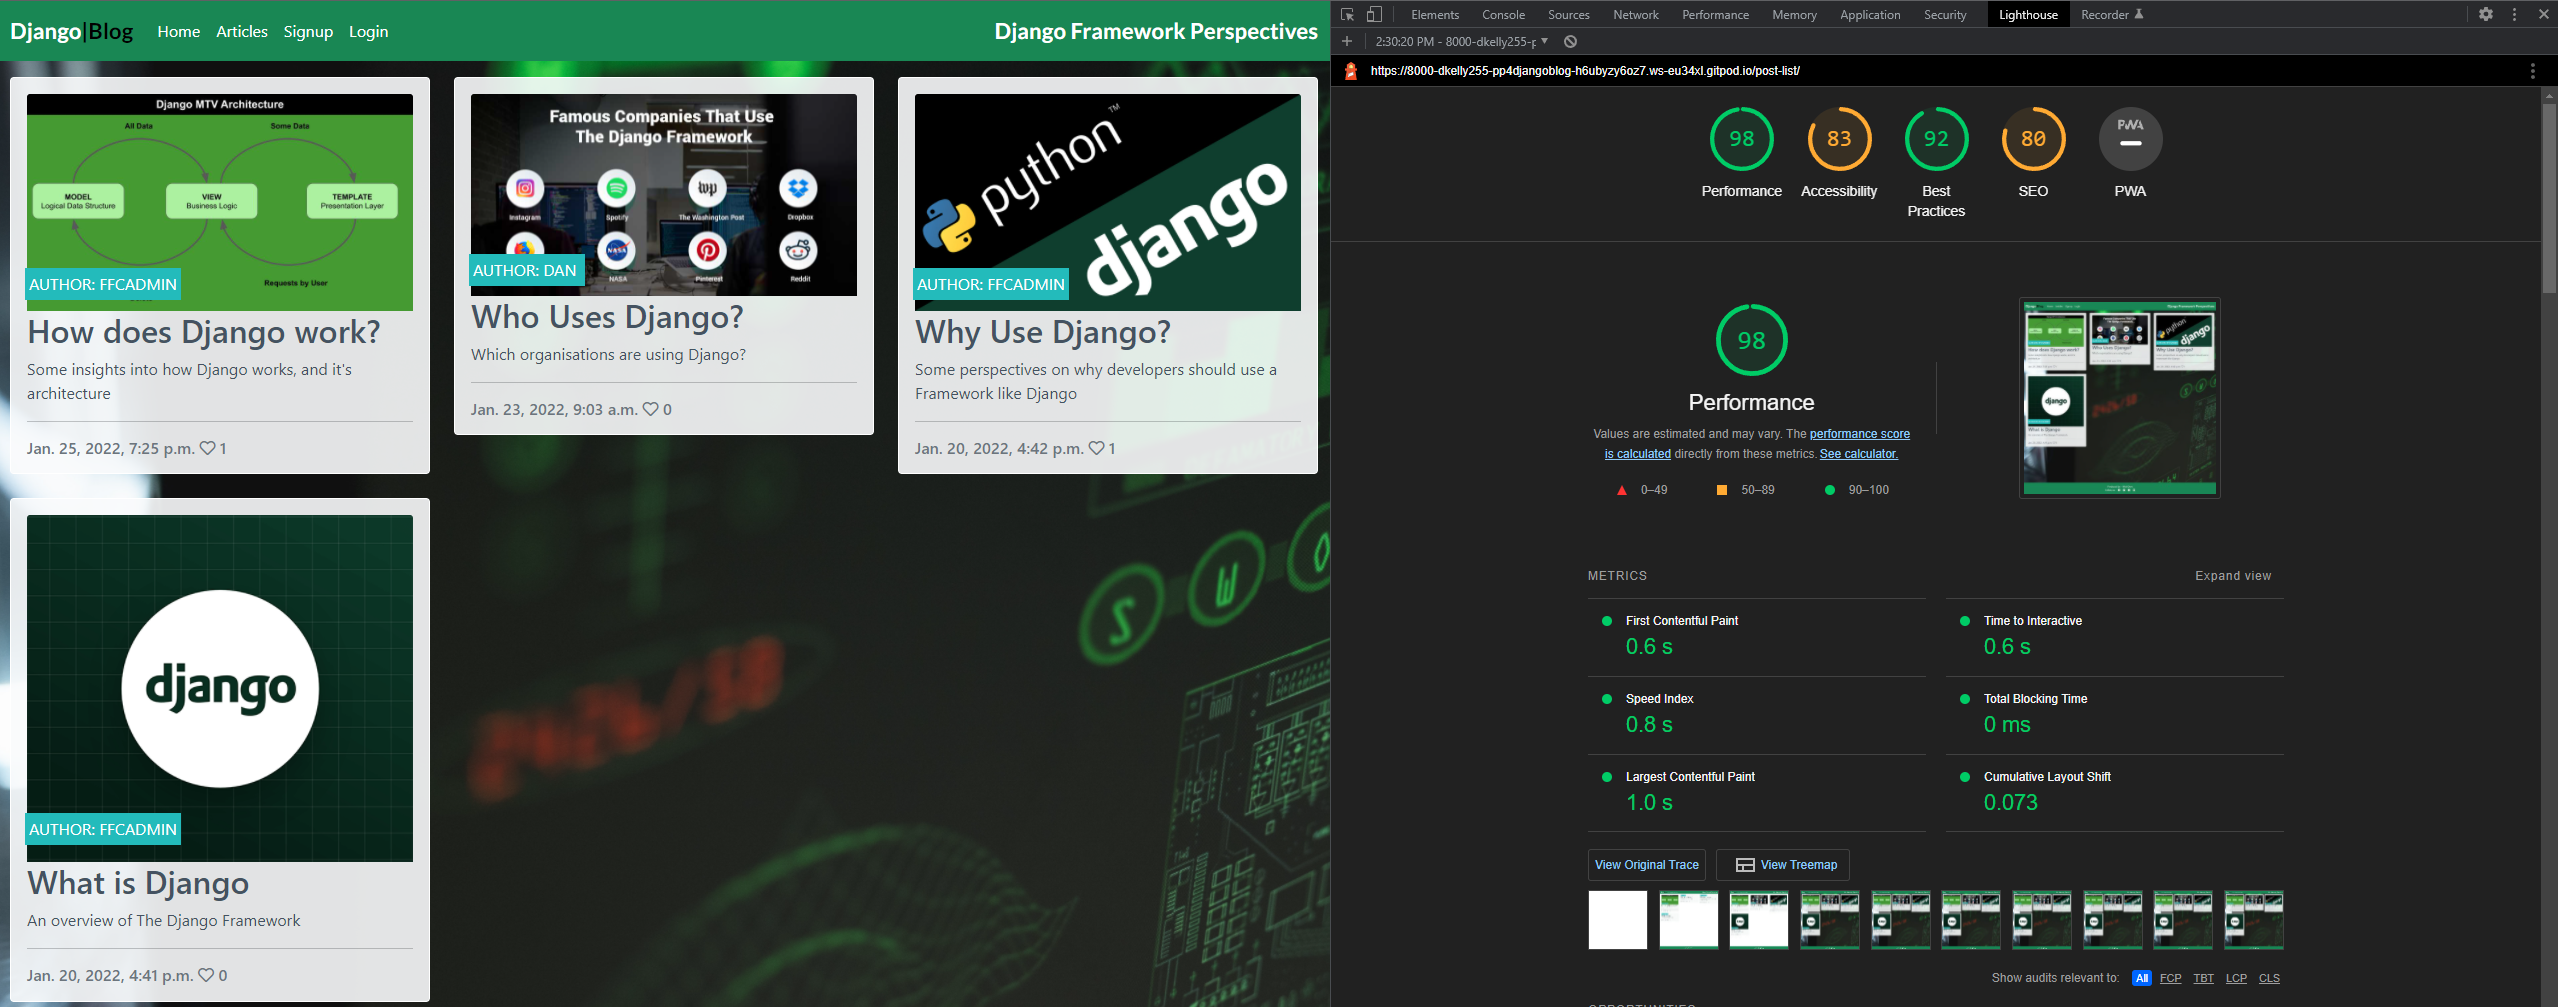 Django|Blog
Home Articles Signup Login
Django Framework Perspectives
Django MTV Architecture
All Data
Some Data
MODEL
Logical Data Structure
VIEW
Business Logic
TEMPLATE
Presentation Layer
Requests by User
AUTHOR: FFCADMIN
How does Django work?
Some insights into how Django works, and it's
architecture
Jan. 25, 2022, 7:25 p.m. 1
Famous Companies That Use
The Django Framework
Instagram
Spotify
wp
The Washington Post
Dropbox
NASA
NASA
Pinterest
Reddit
AUTHOR: DAN
Who Uses Django?
Which organisations are using Django?
Jan. 23, 2022, 9:03 a.m. 0
python™
django
AUTHOR: FFCADMIN
Why Use Django?
Some perspectives on why developers should use a
Framework like Django
Jan. 20, 2022, 4:42 p.m. 1
django
AUTHOR: FFCADMIN
What is Django
An overview of The Django Framework
Jan. 20, 2022, 4:41 p.m. 0
S W
Elements Console Sources Network Performance Memory Application Security Lighthouse Recorder
2:30:20 PM - 8000-dkelly255-p
https://8000-dkelly255-pp4djangoblog-h6ubyzy6oz7.ws-eu34xl.gitpod.io/post-list/
98
Performance
83
Accessibility
92
Best
Practices
80
SEO
PWA
PWA
98
Performance
Values are estimated and may vary. The performance score
is calculated directly from these metrics. See calculator.
0–49
50–89
90–100
METRICS
Expand view
First Contentful Paint
0.6 s
Time to Interactive
0.6 s
Speed Index
0.8 s
Total Blocking Time
0 ms
Largest Contentful Paint
1.0 s
Cumulative Layout Shift
0.073
View Original Trace
View Treemap
Show audits relevant to: All FCP TBT LCP CLS
OPPORTUNITIES